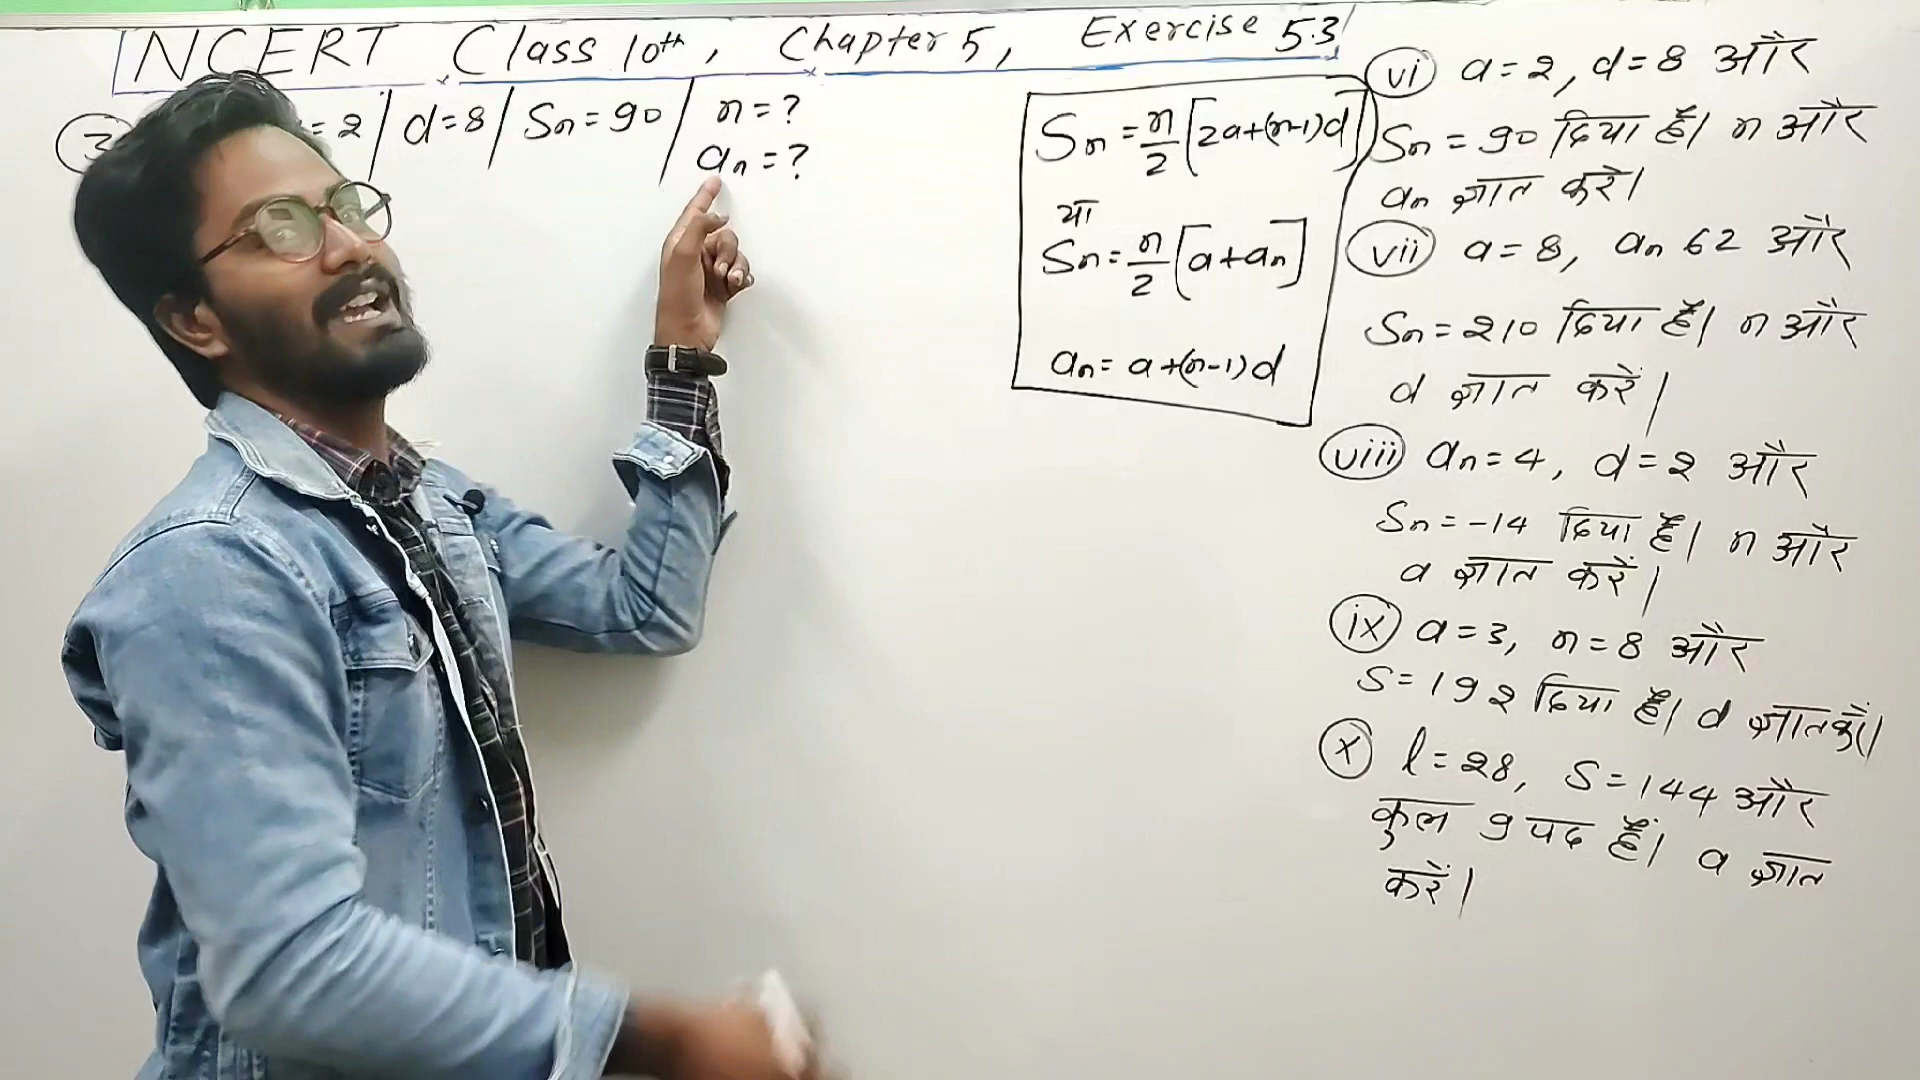 NCERT Class 10th, Chapter 5, Exercise 5.3
3
= 2 | d=8 | Sn = 90 | n = ?
an = ?
Sn = n/2 [2a+(n-1)d]
या
Sn = n/2 [a+an]
an = a+(n-1)d
vi a=2, d=8 और
Sn = 90 दिया है। n और
an ज्ञात करें।
vii a=8, an 62 और
Sn = 210 दिया है। n और
d ज्ञात करें।
viii an=4, d=2 और
Sn = -14 दिया है। n और
a ज्ञात करें।
ix a=3, n=8 और
S=192 दिया है। d ज्ञात करें।
x l=28, S=144 और
कुल 9 पद हैं। a ज्ञात
करें।